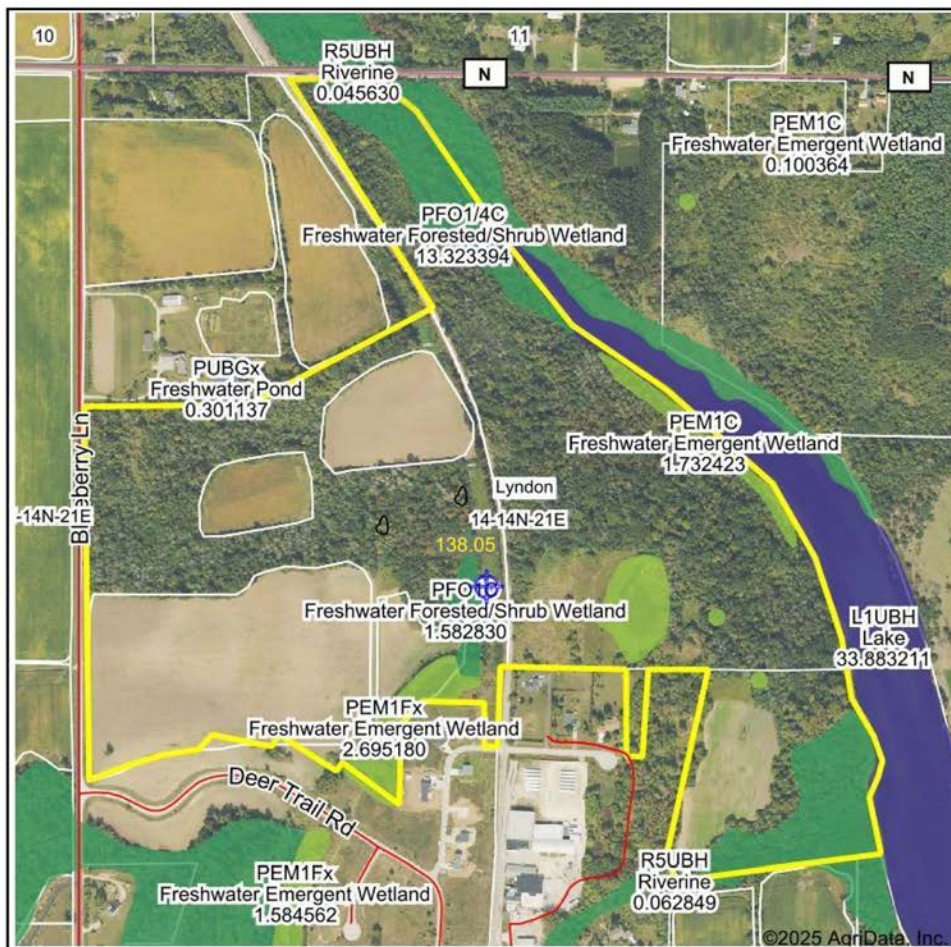 10
11
R5UBH
Riverine
0.045630
N
N
PEM1C
Freshwater Emergent Wetland
0.100364
PFO1/4C
Freshwater Forested/Shrub Wetland
13.323394
PUBGx
Freshwater Pond
0.301137
PEM1C
Freshwater Emergent Wetland
1.732423
Blueberry Ln
Lyndon
-14N-21E
14-14N-21E
138.05
PFO1C
Freshwater Forested/Shrub Wetland
1.582830
L1UBH
Lake
33.883211
PEM1Fx
Freshwater Emergent Wetland
2.695180
Deer Trail Rd
R5UBH
Riverine
0.062849
PEM1Fx
Freshwater Emergent Wetland
1.584562
©2025 AgriData, Inc.